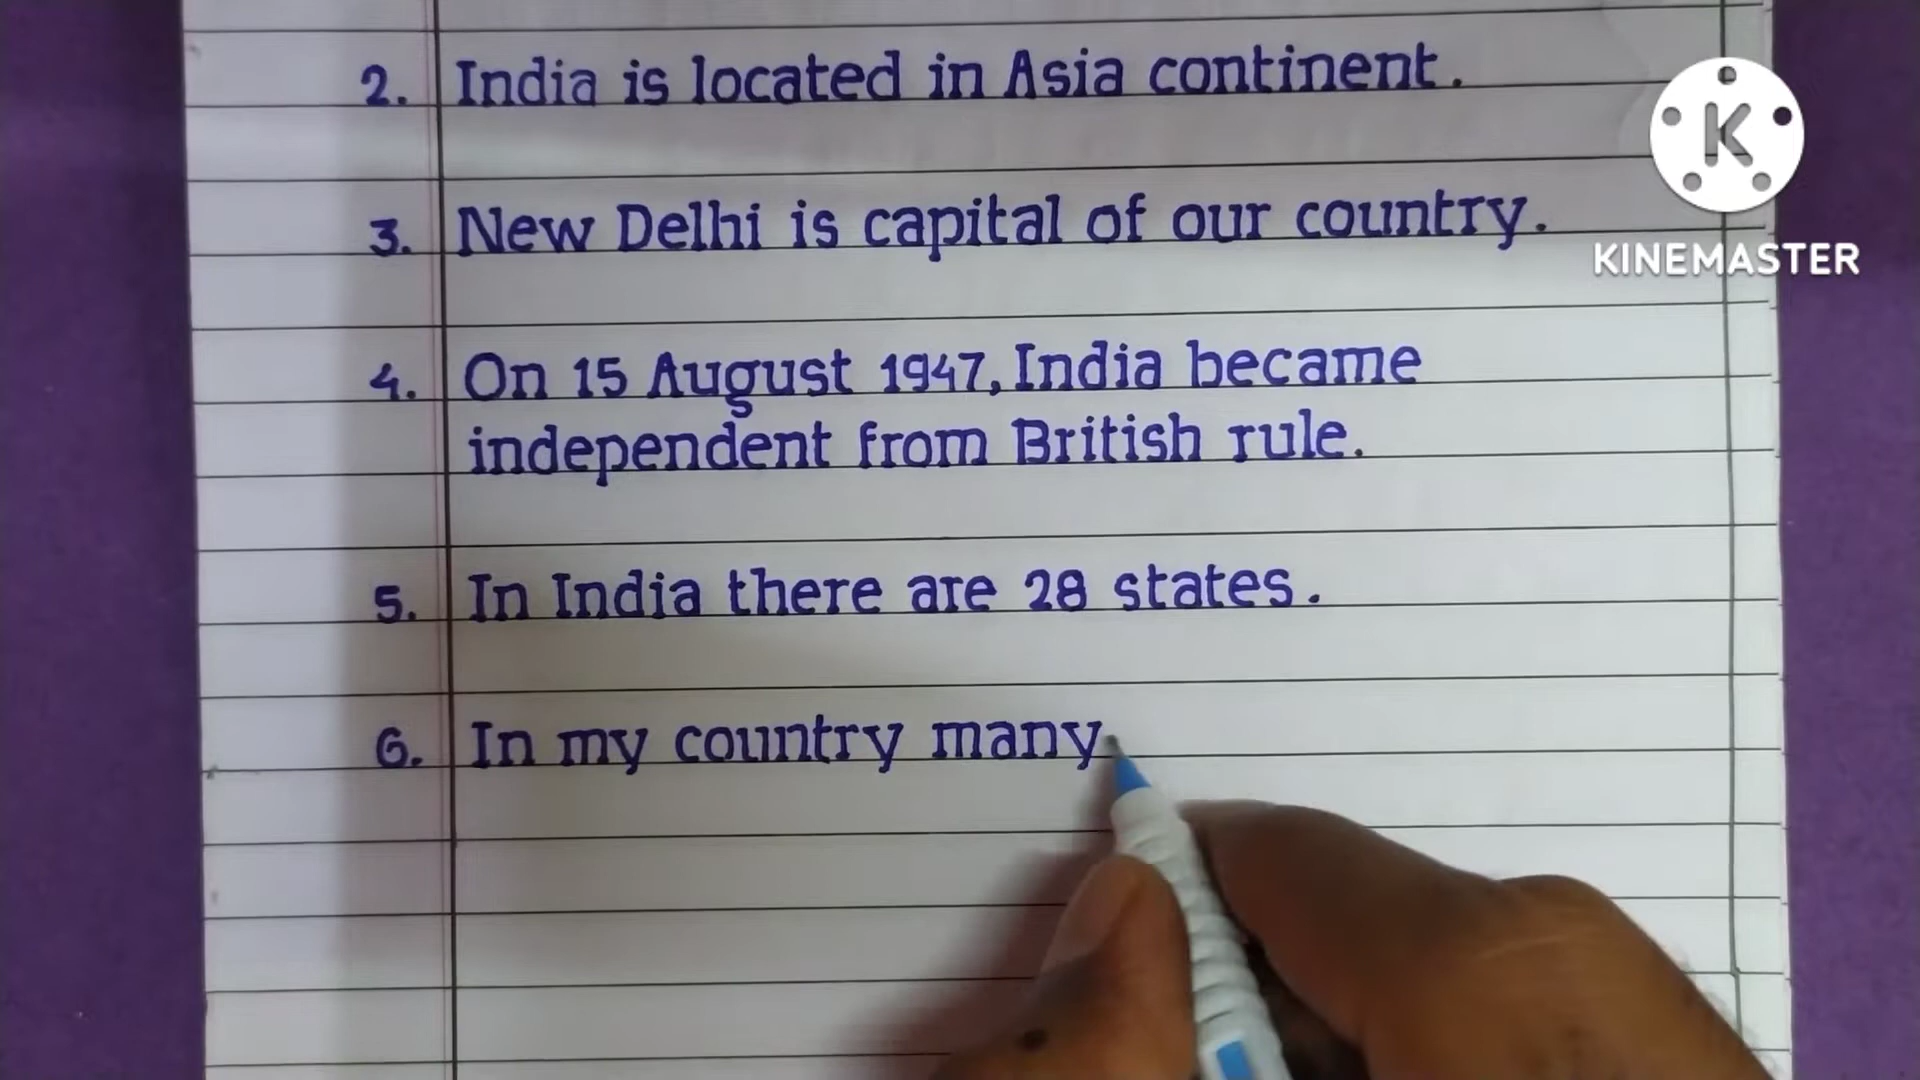 2. India is located in Asia continent.
3. New Delhi is capital of our country.
4. On 15 August 1947, India became
independent from British rule.
5. In India there are 28 states.
6. In my country many
K
KINEMASTER